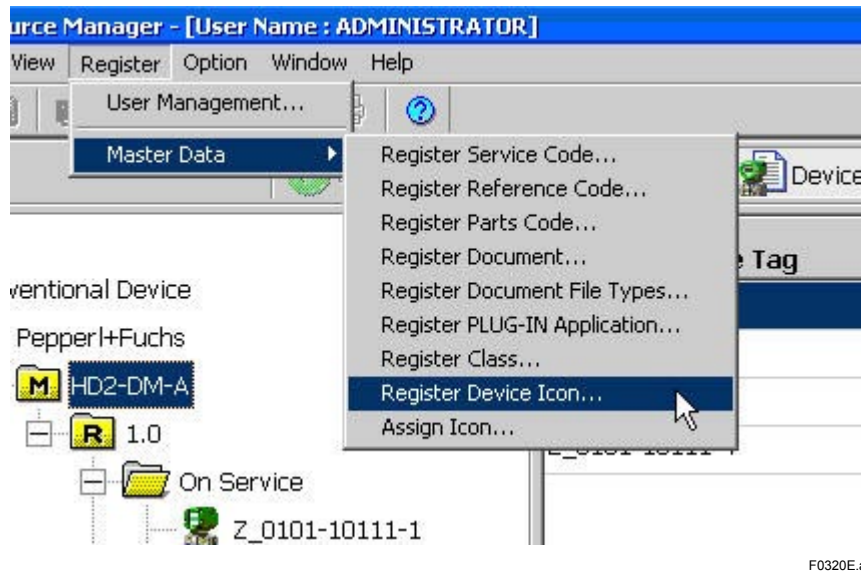 urce Manager - [User Name : ADMINISTRATOR]
View Register Option Window Help
User Management...
Master Data
Register Service Code...
Register Reference Code...
Register Parts Code...
Register Document...
Register Document File Types...
Register PLUG-IN Application...
Register Class...
Register Device Icon...
Assign Icon...
Device
Tag
ventional Device
Pepperl+Fuchs
M HD2-DM-A
R 1.0
On Service
Z_0101-10111-1
F0320E.a